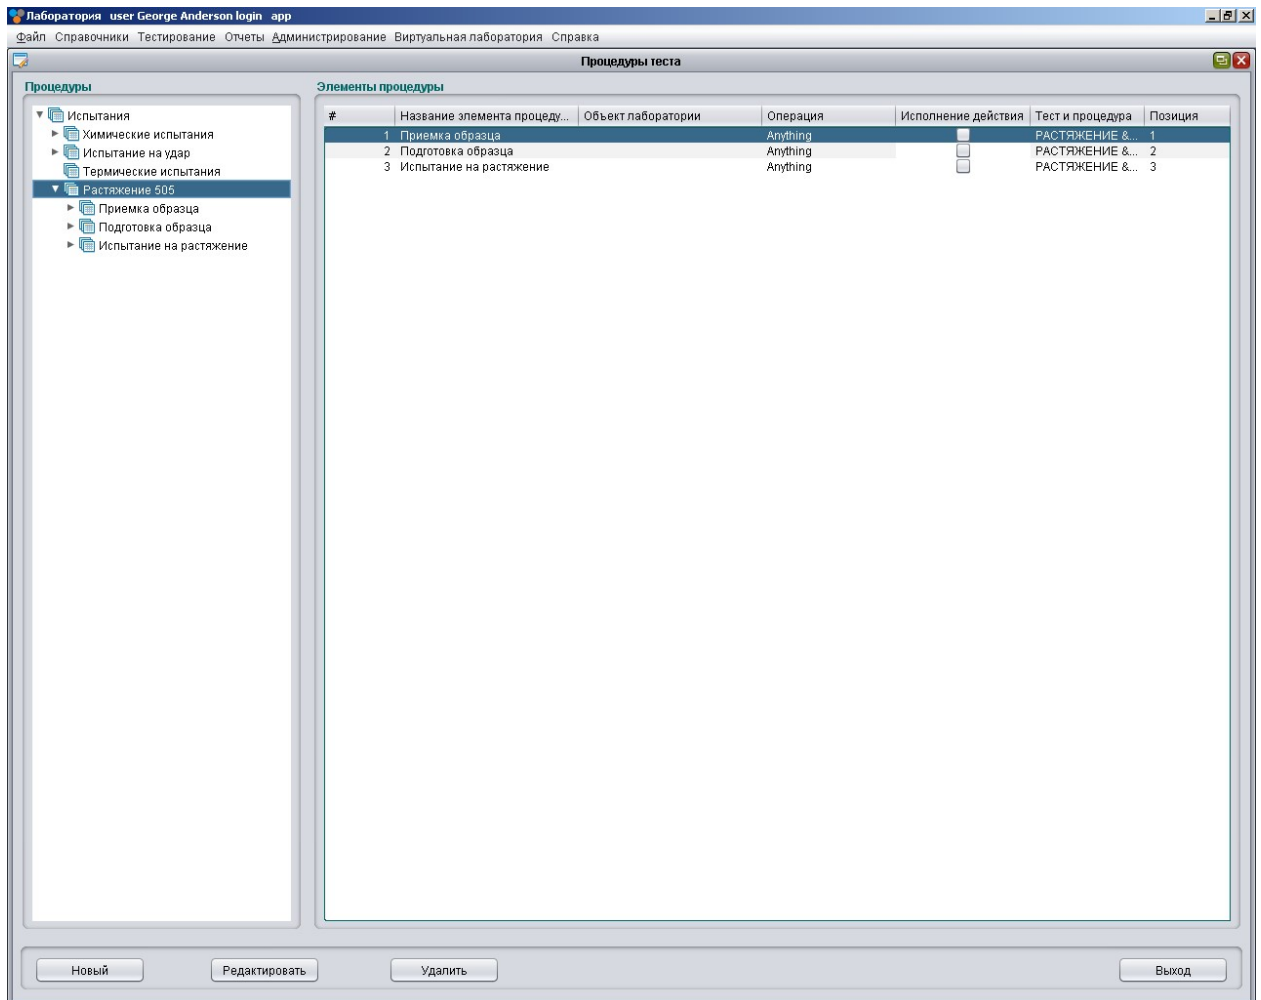 Лаборатория user George Anderson login app
Файл Справочники Тестирование Отчеты Администрирование Виртуальная лаборатория Справка
Процедуры теста
Процедуры
Испытания
Химические испытания
Испытание на удар
Термические испытания
Растяжение 505
Приемка образца
Подготовка образца
Испытание на растяжение
Элементы процедуры
# Название элемента процеду... Объект лаборатории Операция Исполнение действия Тест и процедура Позиция
1 Приемка образца Anything РАСТЯЖЕНИЕ &... 1
2 Подготовка образца Anything РАСТЯЖЕНИЕ &... 2
3 Испытание на растяжение Anything РАСТЯЖЕНИЕ &... 3
Новый Редактировать Удалить Выход